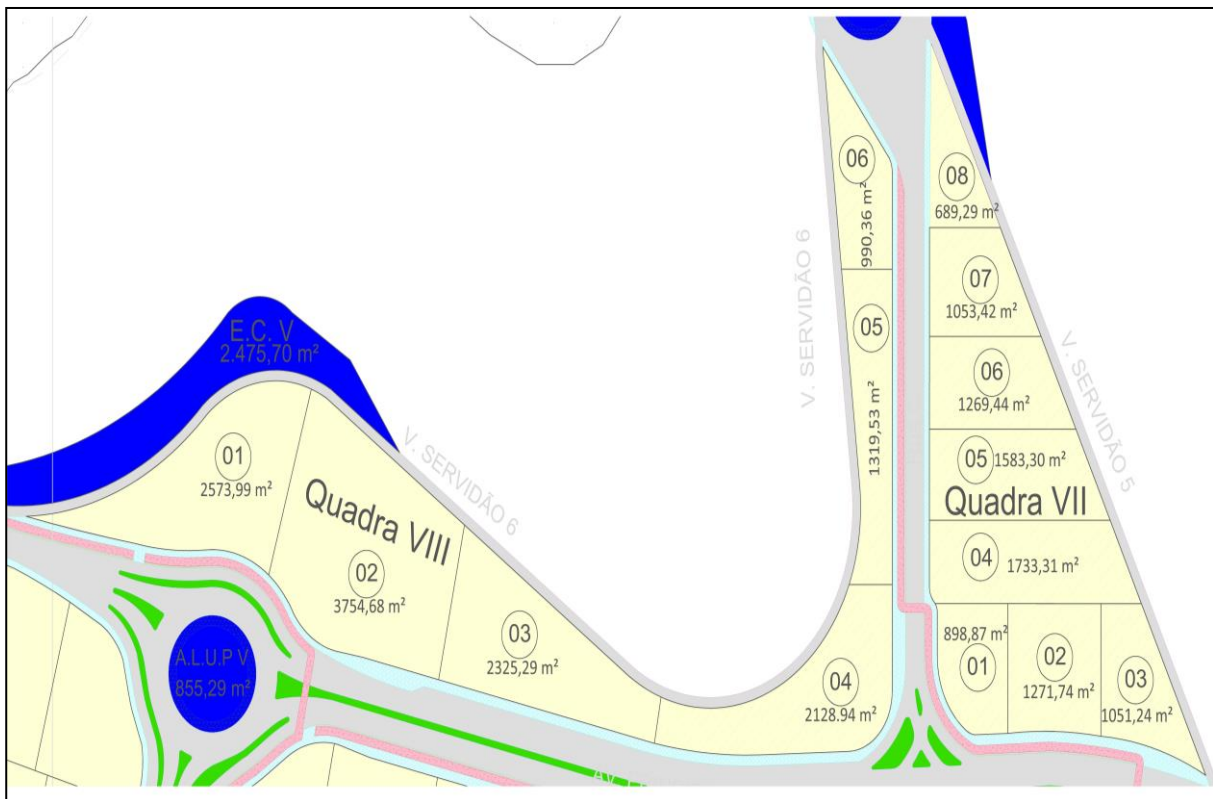 06
990,36 m²
V. SERVIDÃO 6
05
1319,53 m²
04
2128.94 m²
08
689,29 m²
07
1053,42 m²
06
1269,44 m²
V. SERVIDÃO 5
05 1583,30 m²
Quadra VII
04
1733,31 m²
898,87 m²
01
02
1271,74 m²
03
1051,24 m²
E.C. V
2.475,70 m²
V. SERVIDÃO 6
01
2573,99 m²
Quadra VIII
02
3754,68 m²
03
2325,29 m²
A.L.U.P V
855,29 m²
AV.